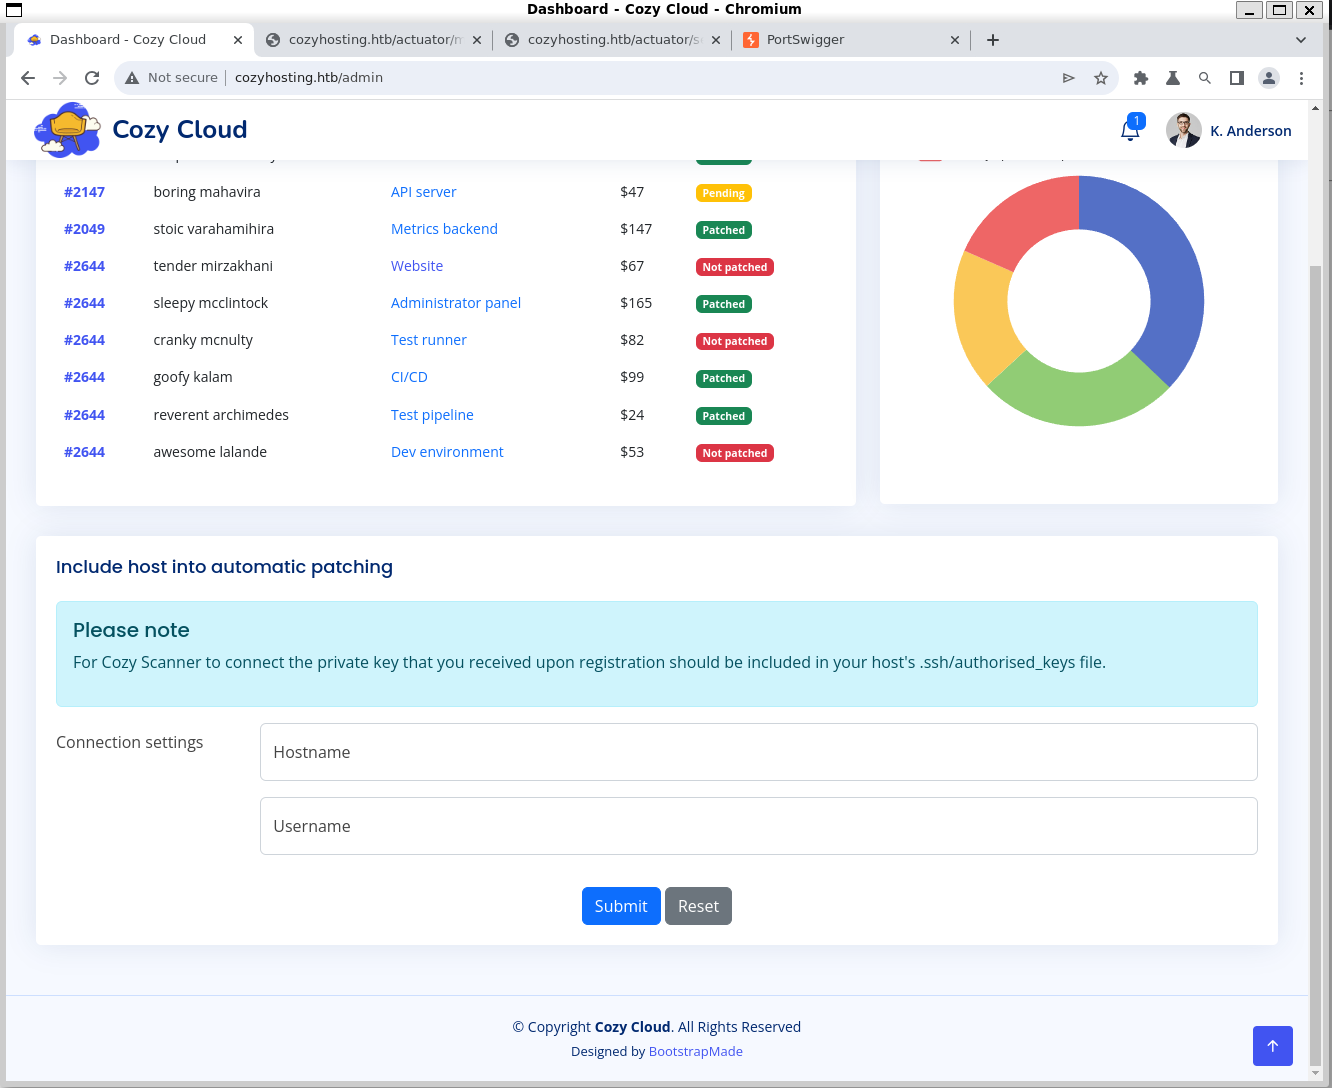 Dashboard - Cozy Cloud - Chromium
Dashboard - Cozy Cloud
cozyhosting.htb/actuator/m
cozyhosting.htb/actuator/se
PortSwigger
Not secure
cozyhosting.htb/admin
Cozy Cloud
1
K. Anderson
#2147 boring mahavira API server $47 Pending
#2049 stoic varahamihira Metrics backend $147 Patched
#2644 tender mirzakhani Website $67 Not patched
#2644 sleepy mcclintock Administrator panel $165 Patched
#2644 cranky mcnulty Test runner $82 Not patched
#2644 goofy kalam CI/CD $99 Patched
#2644 reverent archimedes Test pipeline $24 Patched
#2644 awesome lalande Dev environment $53 Not patched
Include host into automatic patching
Please note
For Cozy Scanner to connect the private key that you received upon registration should be included in your host's .ssh/authorised_keys file.
Connection settings
Hostname
Username
Submit
Reset
© Copyright Cozy Cloud. All Rights Reserved
Designed by BootstrapMade